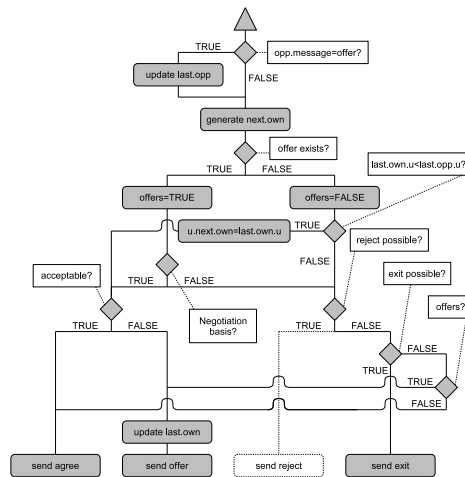 TRUE
opp.message=offer?
update last.opp
FALSE
generate next.own
offer exists?
last.own.u<last.opp.u?
TRUE FALSE
offers=TRUE
offers=FALSE
u.next.own=last.own.u
TRUE
reject possible?
FALSE
exit possible?
acceptable?
TRUE FALSE
offers?
Negotiation
basis?
TRUE FALSE
TRUE FALSE
FALSE
TRUE
TRUE
FALSE
update last.own
send agree
send offer
send reject
send exit